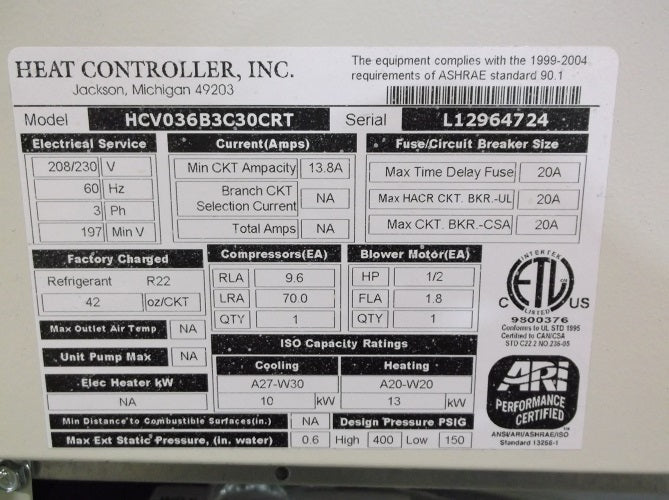 HEAT CONTROLLER, INC.
Jackson, Michigan 49203
The equipment complies with the 1999-2004
requirements of ASHRAE standard 90.1
Model HCV036B3C30CRT Serial L12964724
Electrical Service
208/230 V
60 Hz
3 Ph
197 Min V
Current(Amps)
Min CKT Ampacity 13.8A
Branch CKT
Selection Current NA
Total Amps NA
Fuse/Circuit Breaker Size
Max Time Delay Fuse 20A
Max HACR CKT. BKR.-UL 20A
Max CKT. BKR.-CSA 20A
Factory Charged
Refrigerant R22
42 oz/CKT
Compressors(EA)
RLA 9.6
LRA 70.0
QTY 1
Blower Motor(EA)
HP 1/2
FLA 1.8
QTY 1
INTERTEK
ETL
C US
LISTED
9800376
Conforms to UL STD 1995
Certified to CAN/CSA
STD C22.2 NO.236-05
Max Outlet Air Temp NA
Unit Pump Max NA
Elec Heater kW
NA
ISO Capacity Ratings
Cooling Heating
A27-W30 A20-W20
10 kW 13 kW
ARI
PERFORMANCE
CERTIFIED
ANSI/ARI/ASHRAE/ISO
Standard 13256-1
Min Distance to Combustible Surfaces(in.) NA
Max Ext Static Pressure, (in. water) 0.6
Design Pressure PSIG
High 400 Low 150